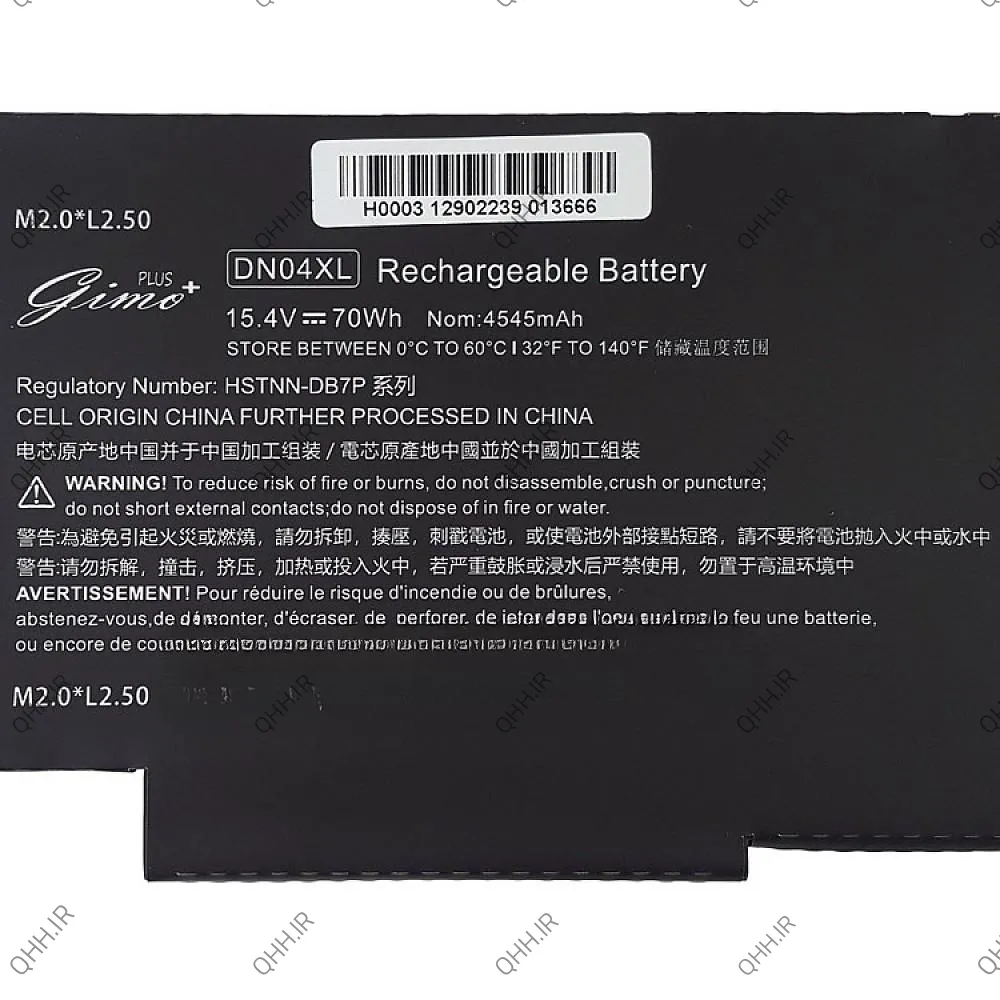 H0003 12902239 013666
M2.0*L2.50
Gimo PLUS +
DN04XL Rechargeable Battery
15.4V⎓70Wh Nom:4545mAh
STORE BETWEEN 0°C TO 60°C I 32°F TO 140°F 储藏温度范围
Regulatory Number: HSTNN-DB7P 系列
CELL ORIGIN CHINA FURTHER PROCESSED IN CHINA
电芯原产地中国并于中国加工组装 / 電芯原產地中國並於中國加工組裝
WARNING! To reduce risk of fire or burns, do not disassemble,crush or puncture;
do not short external contacts;do not dispose of in fire or water.
警告:為避免引起火災或燃燒，請勿拆卸，揍壓，刺戳電池，或使電池外部接點短路，請不要將電池拋入火中或水中
警告:请勿拆解，撞击，挤压，加热或投入火中，若严重鼓胀或浸水后严禁使用，勿置于高温环境中
AVERTISSEMENT! Pour réduire le risque d'incendie ou de brûlures,
abstenez-vous,de démonter, d'écraser. de perforer. de jeter dans l'eau ou dans le feu une batterie,
ou encore de
M2.0*L2.50
QHH.IR